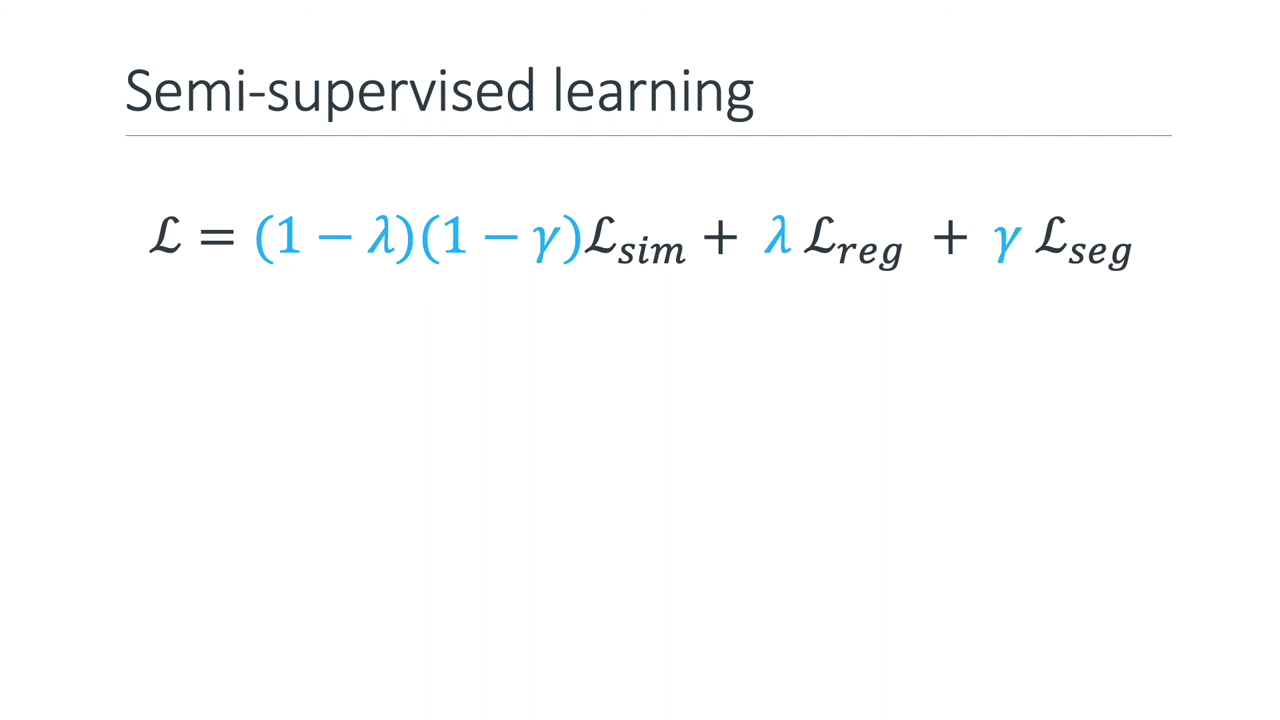 Semi-supervised learning
ℒ = (1 − λ)(1 − γ)ℒ_sim + λ ℒ_reg + γ ℒ_seg